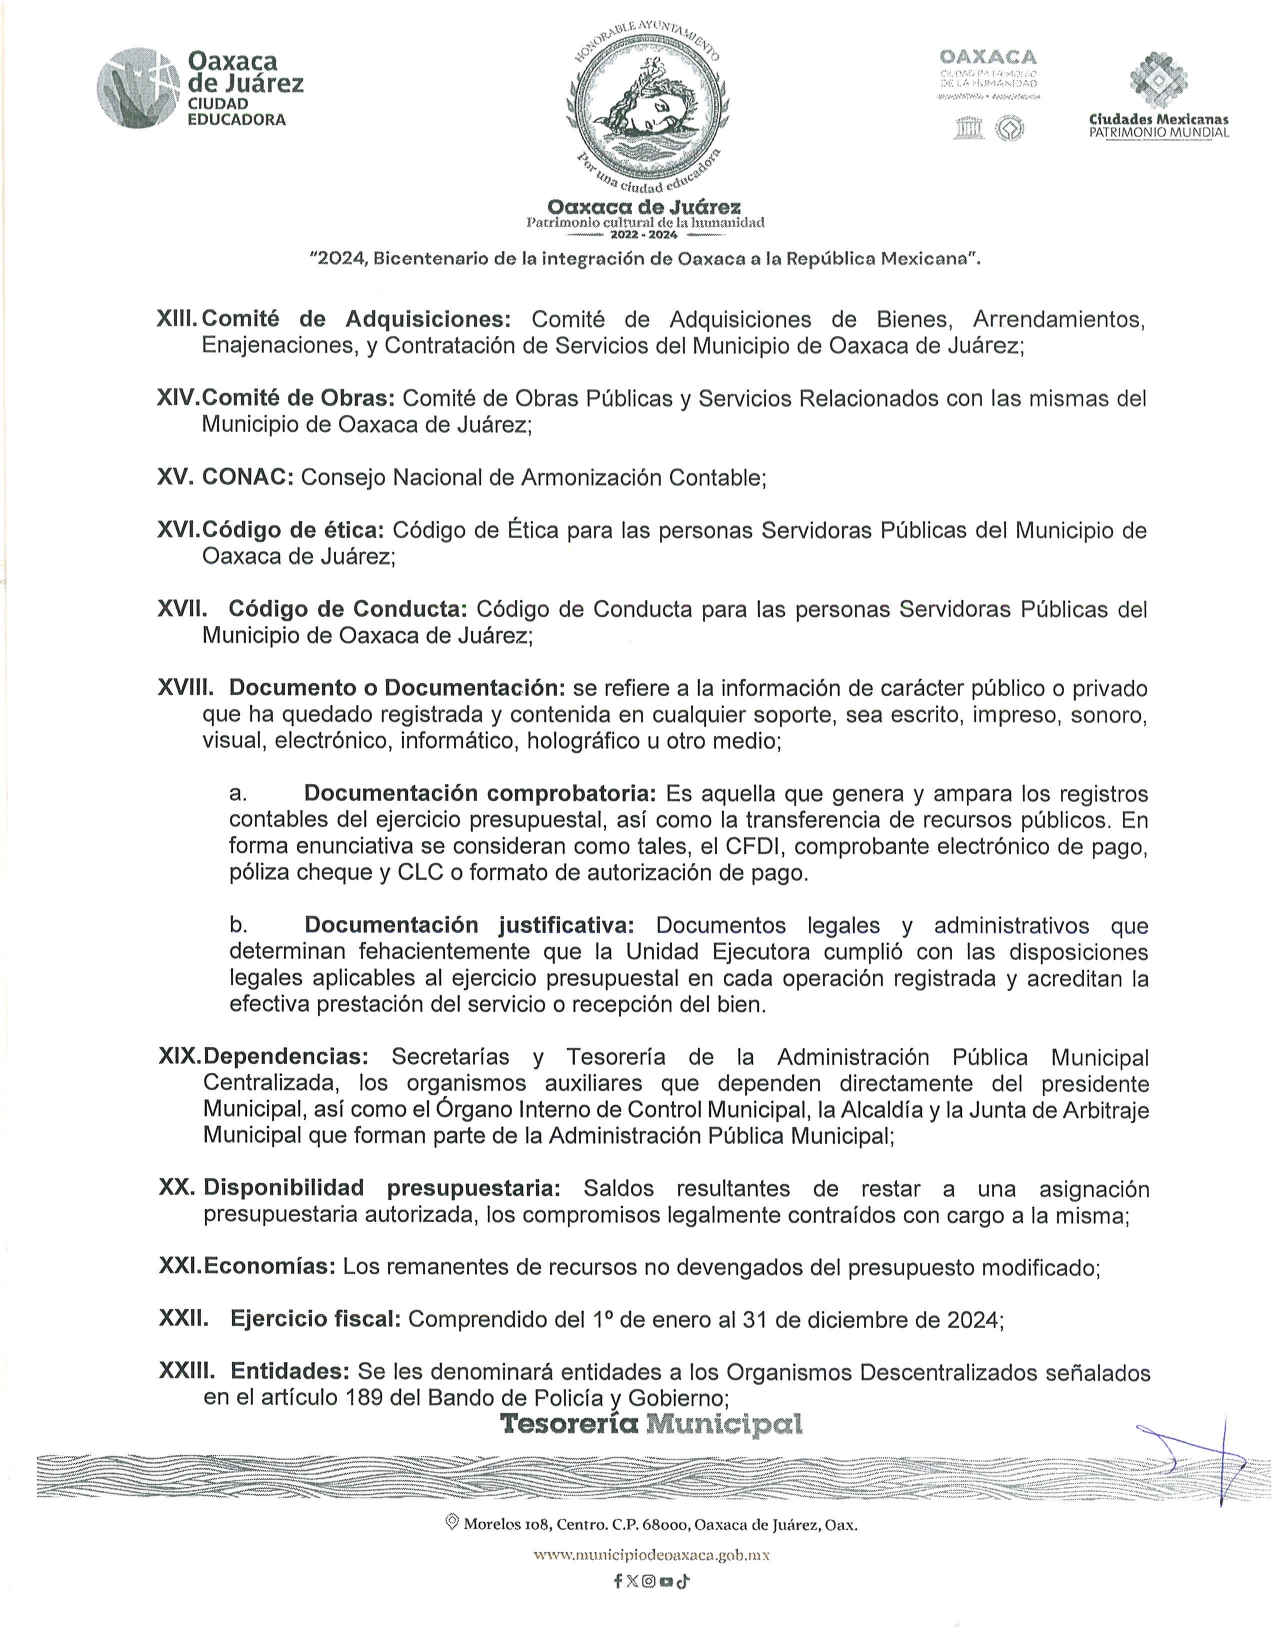 Oaxaca
de Juárez
CIUDAD
EDUCADORA
HONORABLE AYUNTAMIENTO
Por una ciudad educadora
Oaxaca de Juárez
Patrimonio cultural de la humanidad
2022 - 2024
OAXACA
CIUDAD PATRIMONIO
DE LA HUMANIDAD
Ciudades Mexicanas
PATRIMONIO MUNDIAL
"2024, Bicentenario de la integración de Oaxaca a la República Mexicana".
XIII. Comité de Adquisiciones: Comité de Adquisiciones de Bienes, Arrendamientos,
Enajenaciones, y Contratación de Servicios del Municipio de Oaxaca de Juárez;
XIV. Comité de Obras: Comité de Obras Públicas y Servicios Relacionados con las mismas del
Municipio de Oaxaca de Juárez;
XV. CONAC: Consejo Nacional de Armonización Contable;
XVI. Código de ética: Código de Ética para las personas Servidoras Públicas del Municipio de
Oaxaca de Juárez;
XVII. Código de Conducta: Código de Conducta para las personas Servidoras Públicas del
Municipio de Oaxaca de Juárez;
XVIII. Documento o Documentación: se refiere a la información de carácter público o privado
que ha quedado registrada y contenida en cualquier soporte, sea escrito, impreso, sonoro,
visual, electrónico, informático, holográfico u otro medio;
a. Documentación comprobatoria: Es aquella que genera y ampara los registros
contables del ejercicio presupuestal, así como la transferencia de recursos públicos. En
forma enunciativa se consideran como tales, el CFDI, comprobante electrónico de pago,
póliza cheque y CLC o formato de autorización de pago.
b. Documentación justificativa: Documentos legales y administrativos que
determinan fehacientemente que la Unidad Ejecutora cumplió con las disposiciones
legales aplicables al ejercicio presupuestal en cada operación registrada y acreditan la
efectiva prestación del servicio o recepción del bien.
XIX. Dependencias: Secretarías y Tesorería de la Administración Pública Municipal
Centralizada, los organismos auxiliares que dependen directamente del presidente
Municipal, así como el Órgano Interno de Control Municipal, la Alcaldía y la Junta de Arbitraje
Municipal que forman parte de la Administración Pública Municipal;
XX. Disponibilidad presupuestaria: Saldos resultantes de restar a una asignación
presupuestaria autorizada, los compromisos legalmente contraídos con cargo a la misma;
XXI. Economías: Los remanentes de recursos no devengados del presupuesto modificado;
XXII. Ejercicio fiscal: Comprendido del 1º de enero al 31 de diciembre de 2024;
XXIII. Entidades: Se les denominará entidades a los Organismos Descentralizados señalados
en el artículo 189 del Bando de Policía y Gobierno;
Tesorería Municipal
Morelos 108, Centro. C.P. 68000, Oaxaca de Juárez, Oax.
www.municipiodeoaxaca.gob.mx